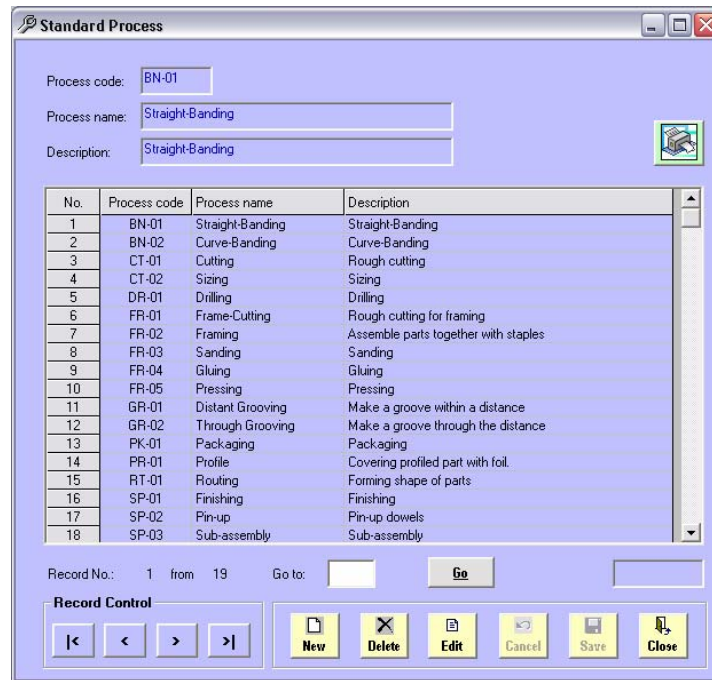 Standard Process
Process code: BN-01
Process name: Straight-Banding
Description: Straight-Banding
No. Process code Process name Description
1 BN-01 Straight-Banding Straight-Banding
2 BN-02 Curve-Banding Curve-Banding
3 CT-01 Cutting Rough cutting
4 CT-02 Sizing Sizing
5 DR-01 Drilling Drilling
6 FR-01 Frame-Cutting Rough cutting for framing
7 FR-02 Framing Assemble parts together with staples
8 FR-03 Sanding Sanding
9 FR-04 Gluing Gluing
10 FR-05 Pressing Pressing
11 GR-01 Distant Grooving Make a groove within a distance
12 GR-02 Through Grooving Make a groove through the distance
13 PK-01 Packaging Packaging
14 PR-01 Profile Covering profiled part with foil.
15 RT-01 Routing Forming shape of parts
16 SP-01 Finishing Finishing
17 SP-02 Pin-up Pin-up dowels
18 SP-03 Sub-assembly Sub-assembly
Record No.: 1 from 19 Go to: Go
Record Control
|< < > >| New Delete Edit Cancel Save Close